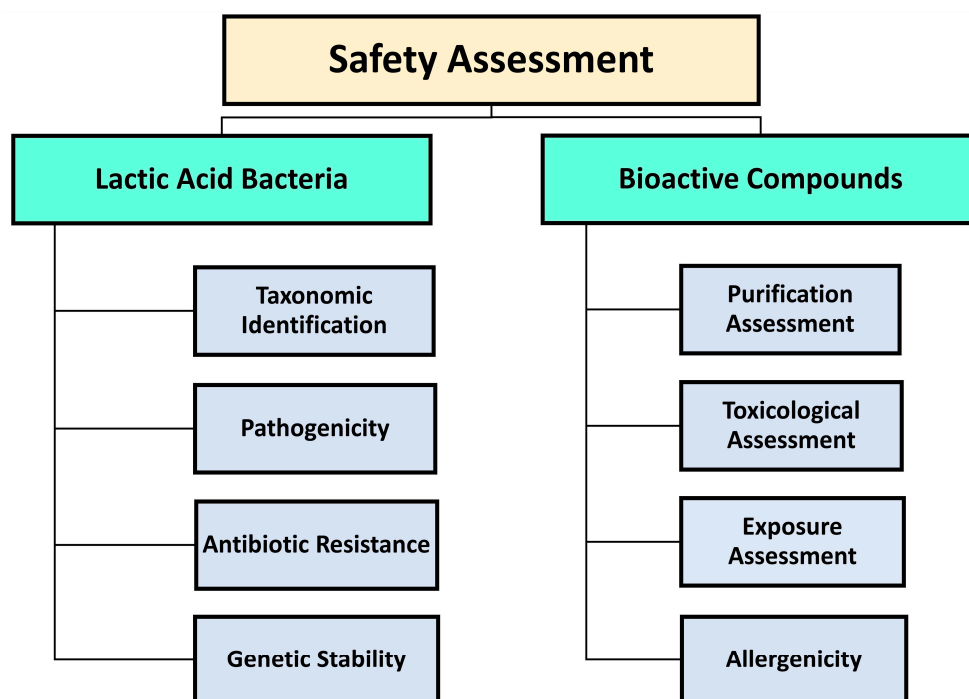 Safety Assessment
Lactic Acid Bacteria
Taxonomic
Identification
Pathogenicity
Antibiotic Resistance
Genetic Stability
Bioactive Compounds
Purification
Assessment
Toxicological
Assessment
Exposure
Assessment
Allergenicity